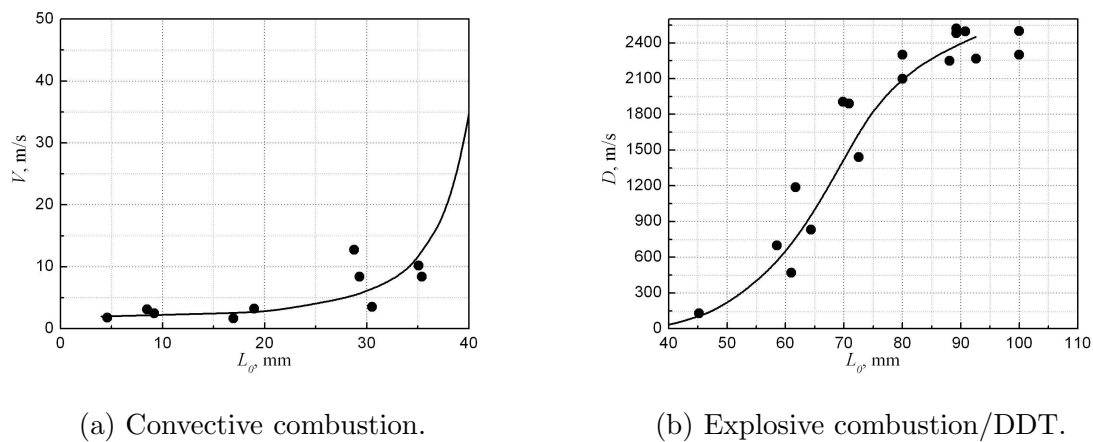 50
40
30
20
10
0
V, m/s
0 10 20 30 40
L₀, mm
(a) Convective combustion.
2400
2100
1800
1500
1200
900
600
300
0
D, m/s
40 50 60 70 80 90 100 110
L₀, mm
(b) Explosive combustion/DDT.